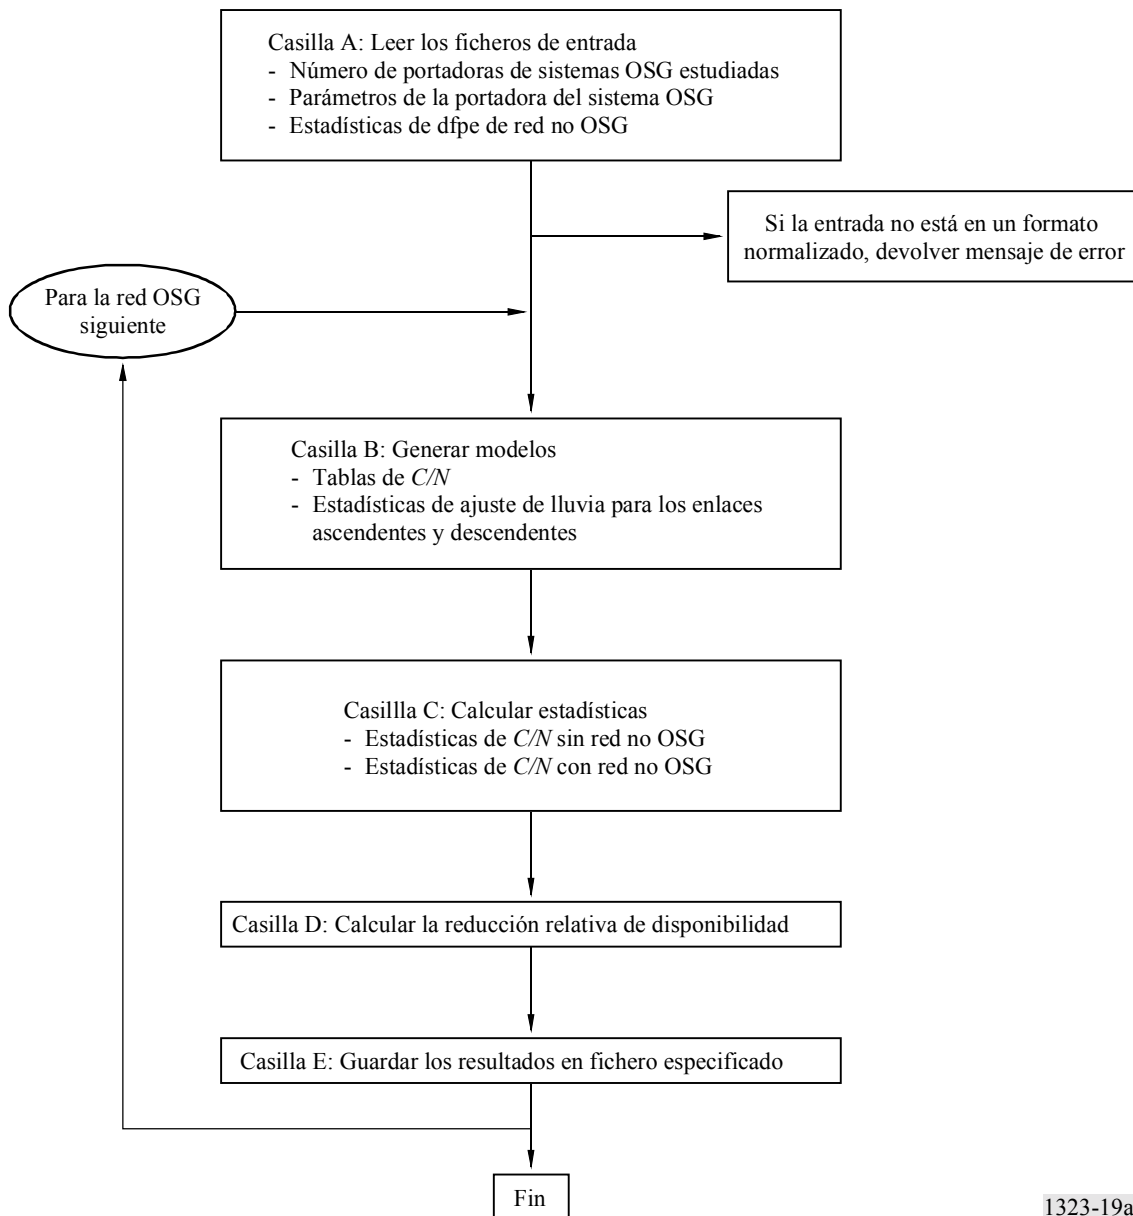 Casilla A: Leer los ficheros de entrada
- Número de portadoras de sistemas OSG estudiadas
- Parámetros de la portadora del sistema OSG
- Estadísticas de dfpe de red no OSG
Si la entrada no está en un formato
normalizado, devolver mensaje de error
Para la red OSG
siguiente
Casilla B: Generar modelos
- Tablas de C/N
- Estadísticas de ajuste de lluvia para los enlaces
ascendentes y descendentes
Casillla C: Calcular estadísticas
- Estadísticas de C/N sin red no OSG
- Estadísticas de C/N con red no OSG
Casilla D: Calcular la reducción relativa de disponibilidad
Casilla E: Guardar los resultados en fichero especificado
Fin
1323-19a